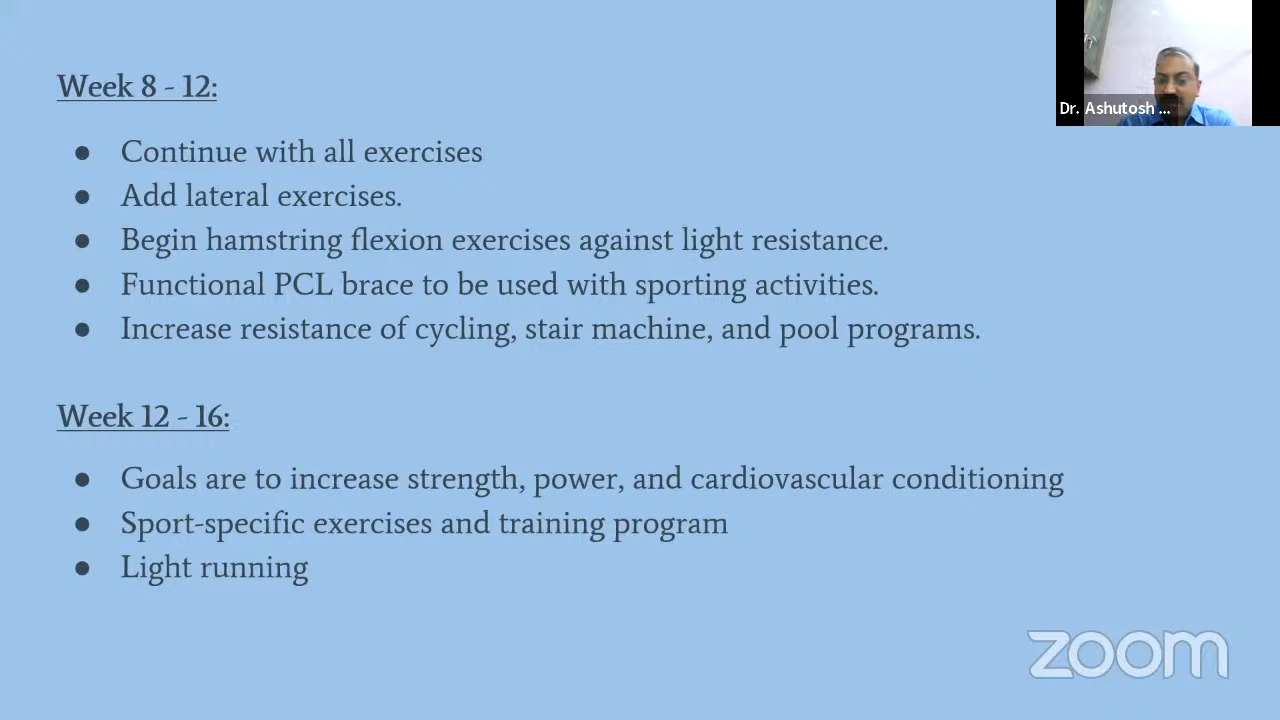 Week 8 - 12:
● Continue with all exercises
● Add lateral exercises.
● Begin hamstring flexion exercises against light resistance.
● Functional PCL brace to be used with sporting activities.
● Increase resistance of cycling, stair machine, and pool programs.
Week 12 - 16:
● Goals are to increase strength, power, and cardiovascular conditioning
● Sport-specific exercises and training program
● Light running
Dr. Ashutosh ...
zoom